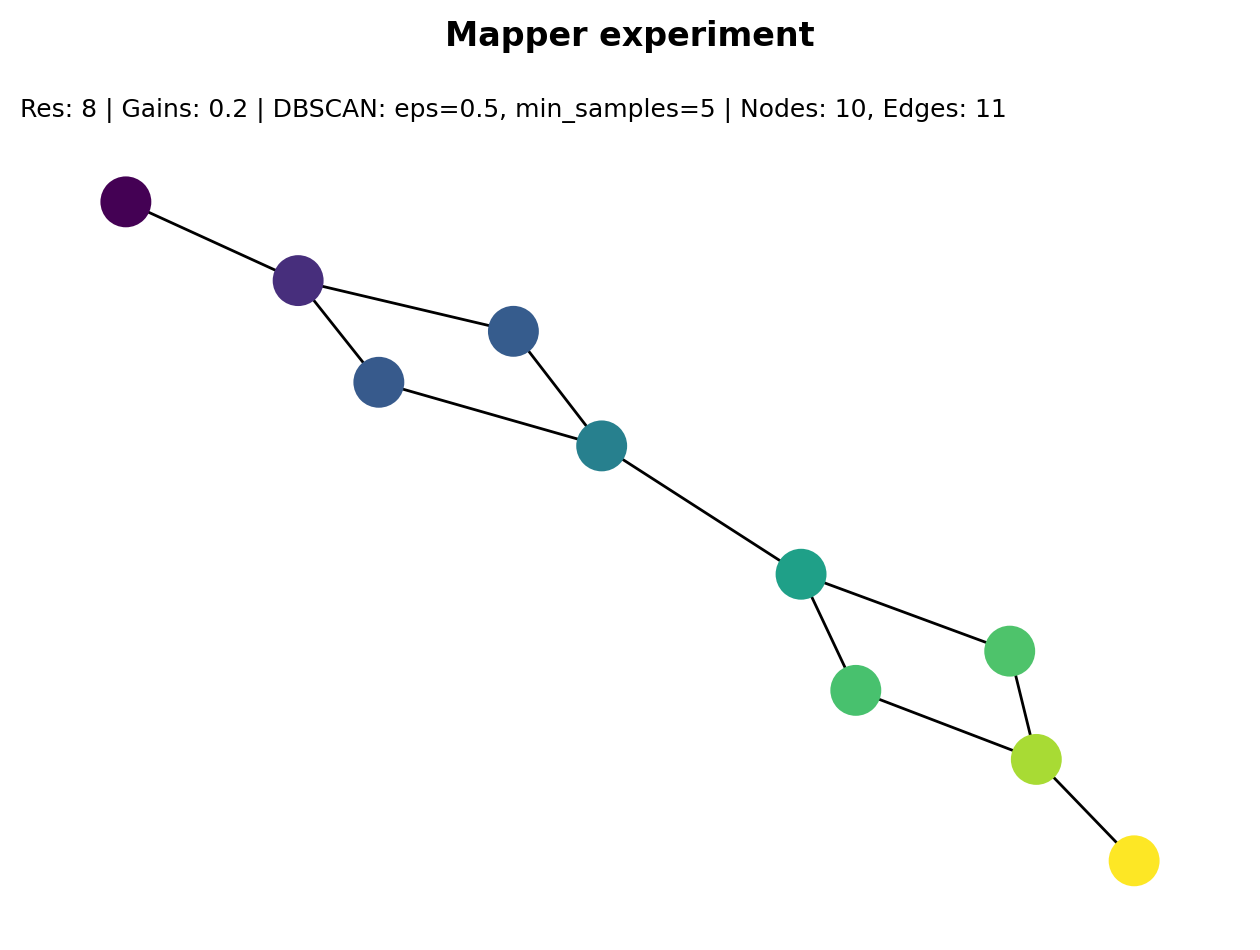 Mapper experiment
Res: 8 | Gains: 0.2 | DBSCAN: eps=0.5, min_samples=5 | Nodes: 10, Edges: 11